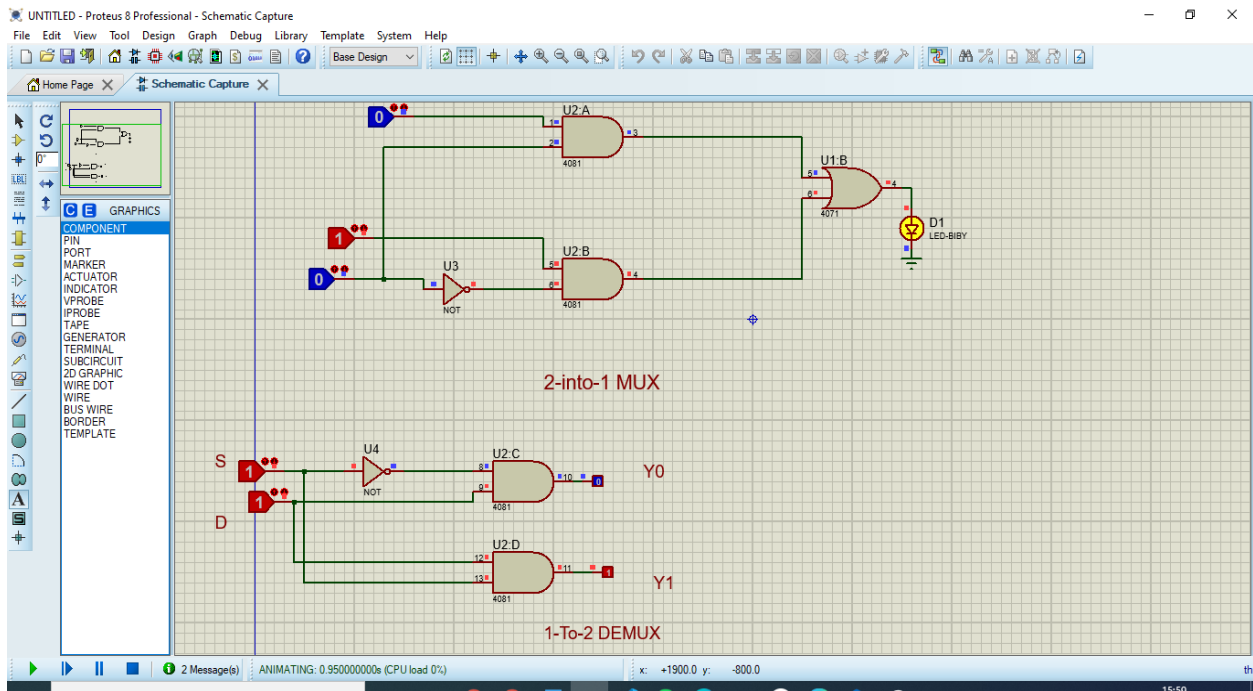 UNTITLED - Proteus 8 Professional - Schematic Capture
File Edit View Tool Design Graph Debug Library Template System Help
Base Design
Home Page
Schematic Capture
0°
LBL
C E GRAPHICS
COMPONENT
PIN
PORT
MARKER
ACTUATOR
INDICATOR
VPROBE
IPROBE
TAPE
GENERATOR
TERMINAL
SUBCIRCUIT
2D GRAPHIC
WIRE DOT
WIRE
BUS WIRE
BORDER
TEMPLATE
A
S
0
U2:A
1
2
3
4081
U1:B
5
6
4
4071
D1
LED-BIBY
1
0
U3
NOT
U2:B
5
6
4
4081
2-into-1 MUX
S
1
U4
NOT
U2:C
8
9
10
0
4081
Y0
1
D
U2:D
12
13
11
1
4081
Y1
1-To-2 DEMUX
2 Message(s)
ANIMATING: 0.950000000s (CPU load 0%)
x: +1900.0 y: -800.0
th
15:50